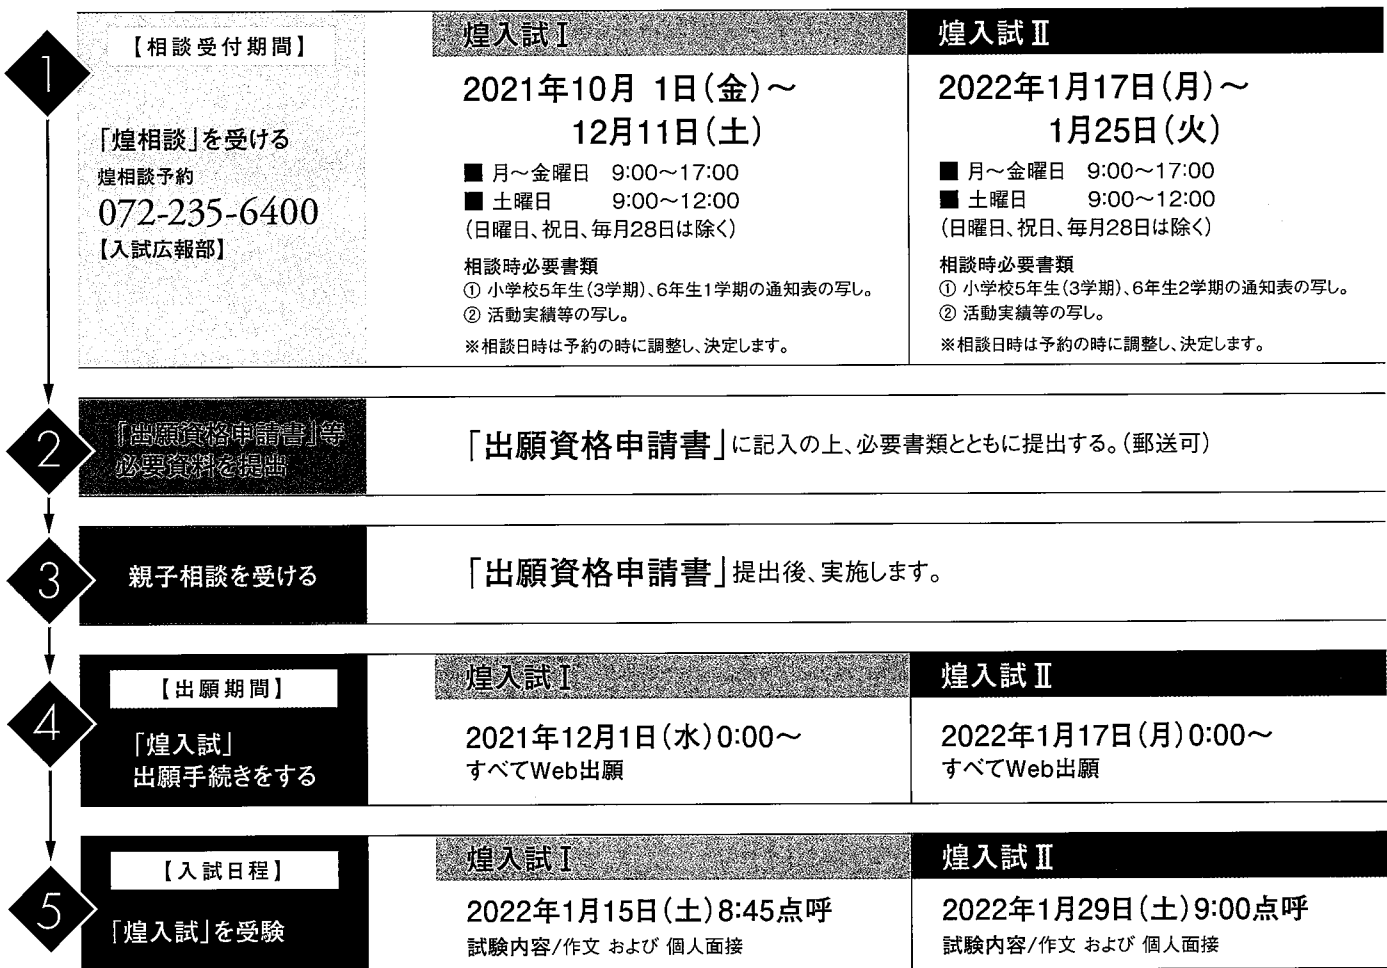 1
【相談受付期間】
「煌相談」を受ける
煌相談予約
072-235-6400
【入試広報部】
煌入試Ⅰ
2021年10月 1日(金)～
12月11日(土)
■ 月～金曜日 9:00～17:00
■ 土曜日 9:00～12:00
(日曜日、祝日、毎月28日は除く)
相談時必要書類
① 小学校5年生(3学期)、6年生1学期の通知表の写し。
② 活動実績等の写し。
※相談日時は予約の時に調整し、決定します。
煌入試Ⅱ
2022年1月17日(月)～
1月25日(火)
■ 月～金曜日 9:00～17:00
■ 土曜日 9:00～12:00
(日曜日、祝日、毎月28日は除く)
相談時必要書類
① 小学校5年生(3学期)、6年生2学期の通知表の写し。
② 活動実績等の写し。
※相談日時は予約の時に調整し、決定します。
2
「出願資格申請書」等
必要資料を提出
「出願資格申請書」に記入の上、必要書類とともに提出する。(郵送可)
3
親子相談を受ける
「出願資格申請書」提出後、実施します。
4
【出願期間】
「煌入試」
出願手続きをする
煌入試Ⅰ
2021年12月1日(水)0:00～
すべてWeb出願
煌入試Ⅱ
2022年1月17日(月)0:00～
すべてWeb出願
5
【入試日程】
「煌入試」を受験
煌入試Ⅰ
2022年1月15日(土)8:45点呼
試験内容/作文 および 個人面接
煌入試Ⅱ
2022年1月29日(土)9:00点呼
試験内容/作文 および 個人面接